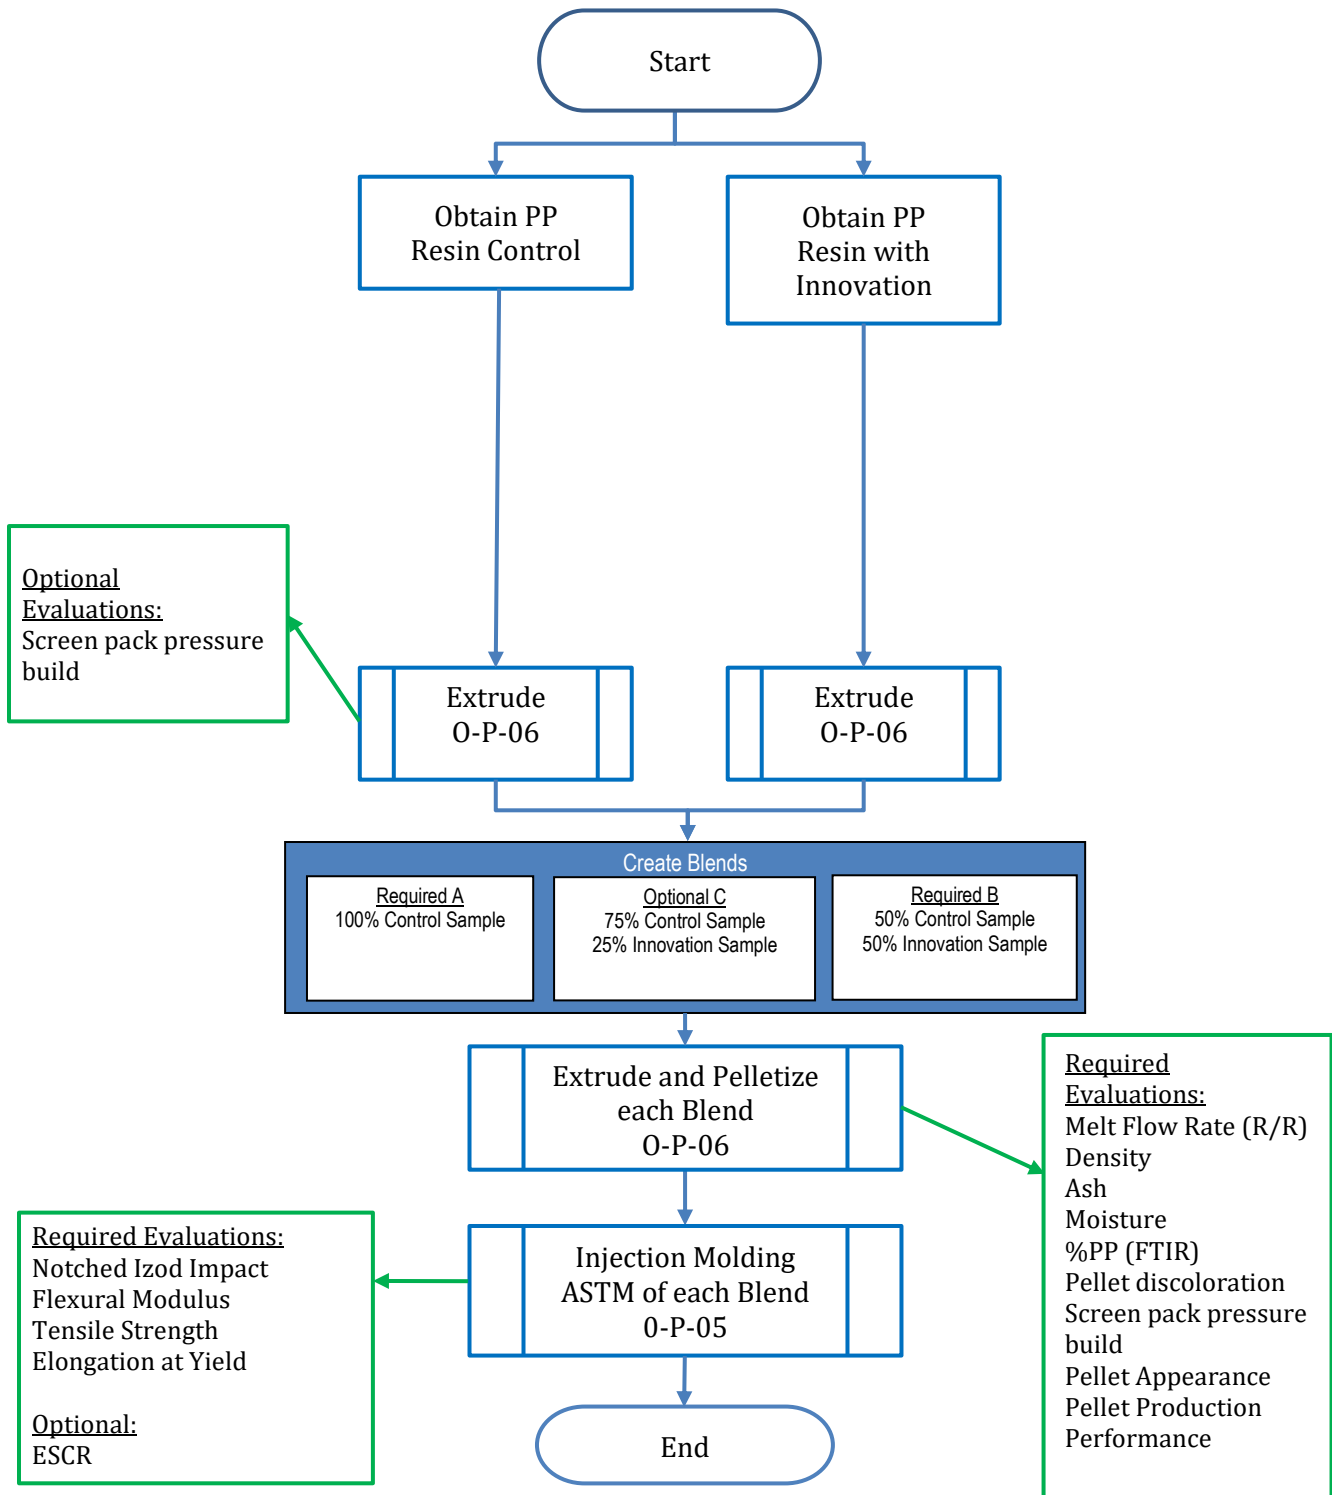 Start
Obtain PP
Resin Control
Obtain PP
Resin with
Innovation
Optional
Evaluations:
Screen pack pressure
build
Extrude
O-P-06
Extrude
O-P-06
Create Blends
Required A
100% Control Sample
Optional C
75% Control Sample
25% Innovation Sample
Required B
50% Control Sample
50% Innovation Sample
Extrude and Pelletize
each Blend
O-P-06
Required
Evaluations:
Melt Flow Rate (R/R)
Density
Ash
Moisture
%PP (FTIR)
Pellet discoloration
Screen pack pressure
build
Pellet Appearance
Pellet Production
Performance
Injection Molding
ASTM of each Blend
0-P-05
Required Evaluations:
Notched Izod Impact
Flexural Modulus
Tensile Strength
Elongation at Yield
Optional:
ESCR
End